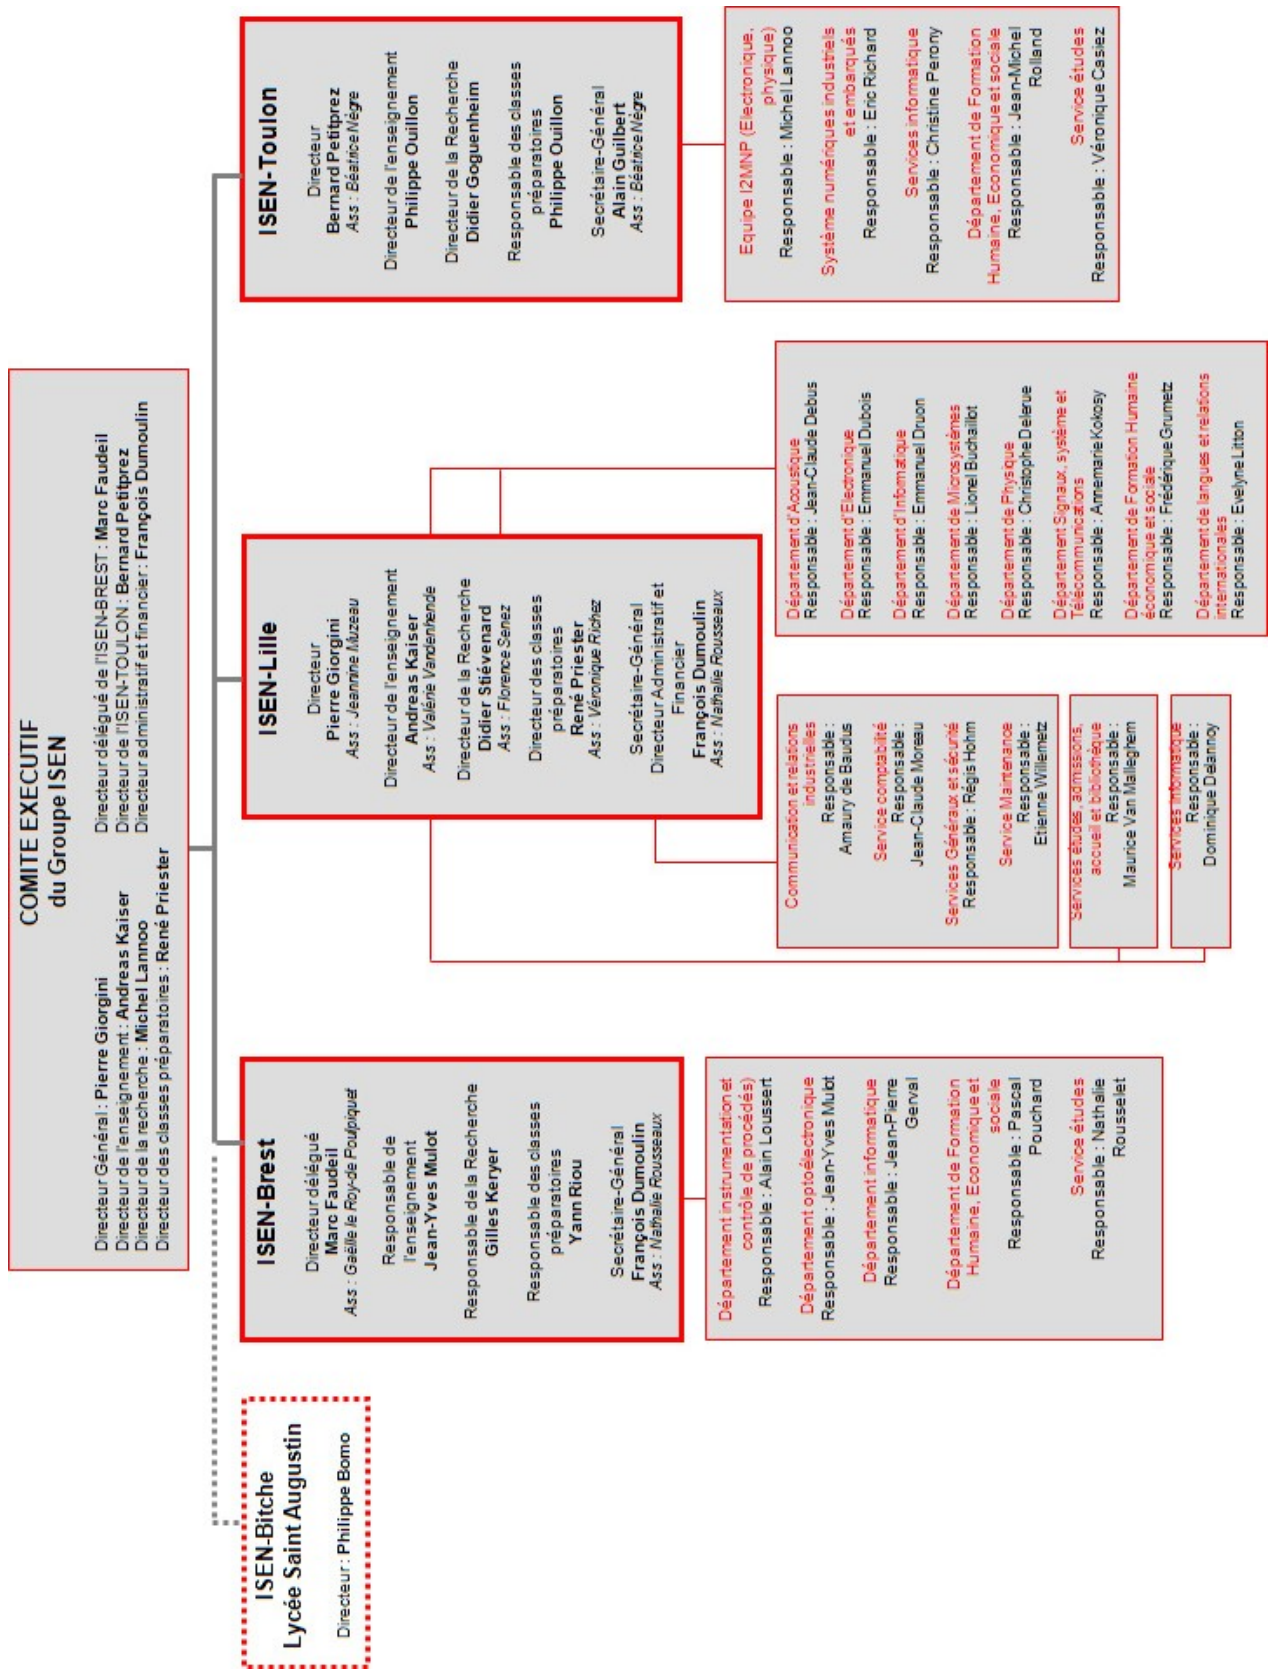 COMITE EXECUTIF
du Groupe ISEN
Directeur Général : Pierre Giorgini
Directeur de l'enseignement : Andreas Kaiser
Directeur de la recherche : Michel Lannoo
Directeur des classes préparatoires : René Priester
Directeur délégué de l'ISEN-BREST : Marc Faudeil
Directeur de l'ISEN-TOULON : Bernard Petitprez
Directeur administratif et financier : François Dumoulin
ISEN-Bitche
Lycée Saint Augustin
Directeur : Philippe Bomo
ISEN-Brest
Directeur délégué
Marc Faudeil
Ass : Gaëlle le Roy-de Poulpiquet
Responsable de
l'enseignement
Jean-Yves Mulot
Responsable de la Recherche
Gilles Keryer
Responsable des classes
préparatoires
Yann Riou
Secrétaire-Général
François Dumoulin
Ass : Nathalie Rousseaux
Département instrumentation et
contrôle de procédés)
Responsable : Alain Loussert
Département optoélectronique
Responsable : Jean-Yves Mulot
Département informatique
Responsable : Jean-Pierre
Gerval
Département de Formation
Humaine, Economique et
sociale
Responsable : Pascal
Pouchard
Service études
Responsable : Nathalie
Rousselet
ISEN-Lille
Directeur
Pierre Giorgini
Ass : Jeannine Muzeau
Directeur de l'enseignement
Andreas Kaiser
Ass : Valérie Vandenhende
Directeur de la Recherche
Didier Stiévenard
Ass : Florence Senez
Directeur des classes
préparatoires
René Priester
Ass : Véronique Richez
Secrétaire-Général
Directeur Administratif et
Financier
François Dumoulin
Ass : Nathalie Rousseaux
Communication et relations
industrielles
Responsable :
Amaury de Baudus
Service comptabilité
Responsable :
Jean-Claude Moreau
Services Généraux et sécurité
Responsable : Régis Hohm
Service Maintenance
Responsable :
Etienne Willemetz
Services études, admissions,
accueil et bibliothèque
Responsable :
Maurice Van Malleghem
Services informatique
Responsable :
Dominique Delannoy
Département d'Acoustique
Responsable : Jean-Claude Debus
Département d'Electronique
Responsable : Emmanuel Dubois
Département d'Informatique
Responsable : Emmanuel Druon
Département de Microsystèmes
Responsable : Lionel Buchaillot
Département de Physique
Responsable : Christophe Delerue
Département Signaux, système et
Télécommunications
Responsable : Annemarie Kokosy
Département de Formation Humaine
économique et sociale
Responsable : Frédérique Grumetz
Département de langues et relations
internationales
Responsable : Evelyne Litton
ISEN-Toulon
Directeur
Bernard Petitprez
Ass : Béatrice Nègre
Directeur de l'enseignement
Philippe Ouillon
Directeur de la Recherche
Didier Goguenheim
Responsable des classes
préparatoires
Philippe Ouillon
Secrétaire-Général
Alain Guilbert
Ass : Béatrice Nègre
Equipe I2MNP (Electronique,
physique)
Responsable : Michel Lannoo
Système numériques industriels
et embarqués
Responsable : Eric Richard
Services informatique
Responsable : Christine Perony
Département de Formation
Humaine, Economique et sociale
Responsable : Jean-Michel
Rolland
Service études
Responsable : Véronique Casiez